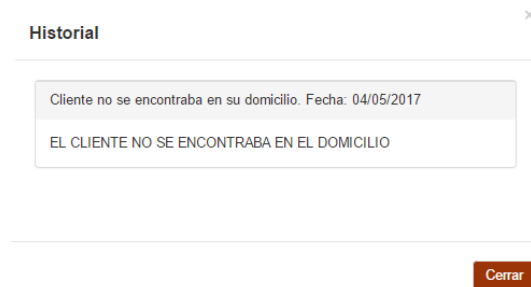 Historial
Cliente no se encontraba en su domicilio. Fecha: 04/05/2017
EL CLIENTE NO SE ENCONTRABA EN EL DOMICILIO
Cerrar